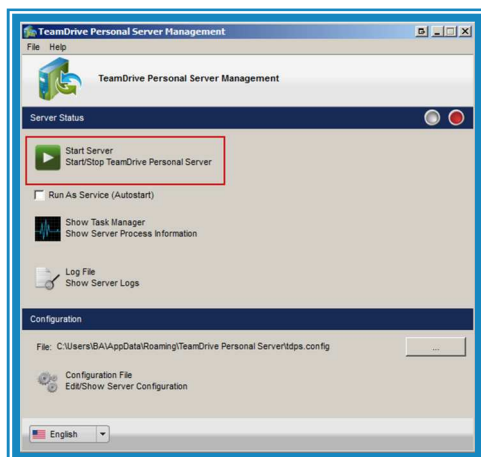 TeamDrive Personal Server Management
File Help
TeamDrive Personal Server Management
Server Status
Start Server
Start/Stop TeamDrive Personal Server
Run As Service (Autostart)
Show Task Manager
Show Server Process Information
Log File
Show Server Logs
Configuration
File: C:\Users\BA\AppData\Roaming\TeamDrive Personal Server\tdps.config
...
Configuration File
Edit/Show Server Configuration
English